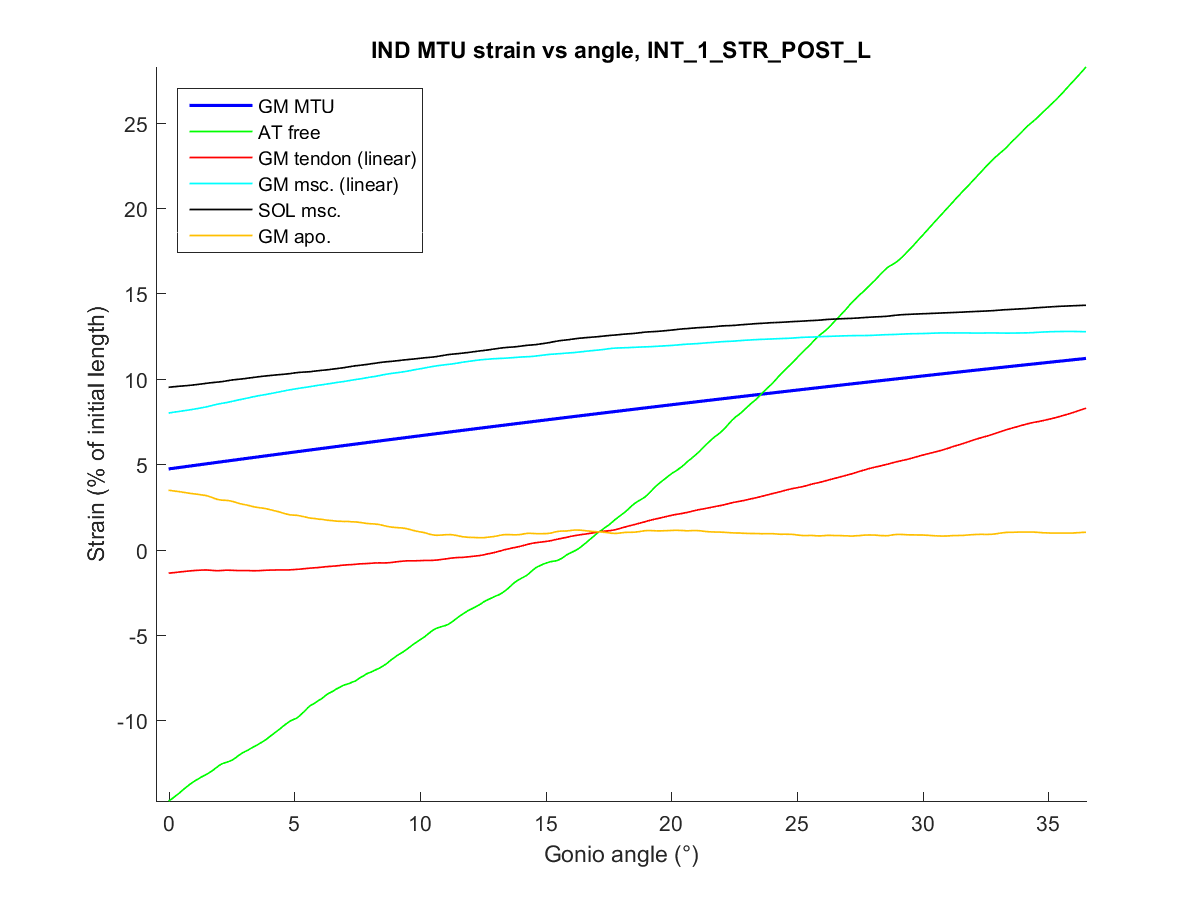 IND MTU strain vs angle, INT_1_STR_POST_L
GM MTU
AT free
GM tendon (linear)
GM msc. (linear)
SOL msc.
GM apo.
25
20
15
10
5
0
-5
-10
Strain (% of initial length)
0 5 10 15 20 25 30 35
Gonio angle (°)